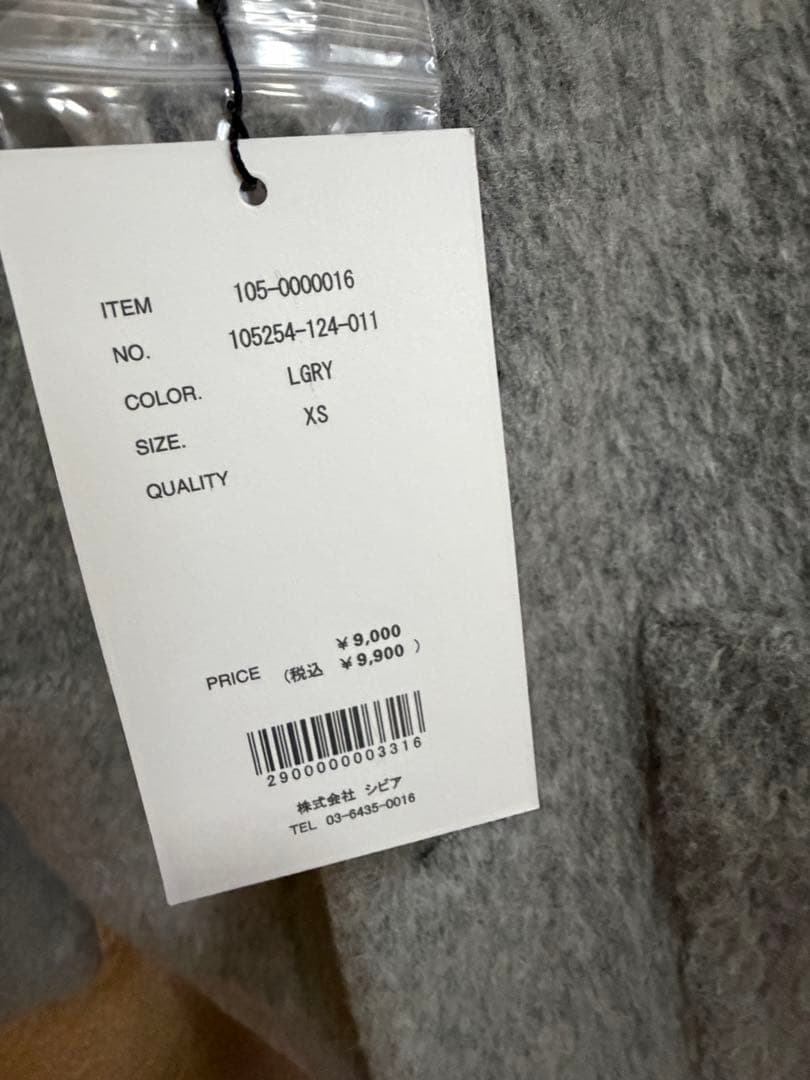 ITEM 105-0000016
NO. 105254-124-011
COLOR. LGRY
SIZE. XS
QUALITY
¥9,000
PRICE (税込 ¥9,900 )
2900000003316
株式会社 シビア
TEL 03-6435-0016